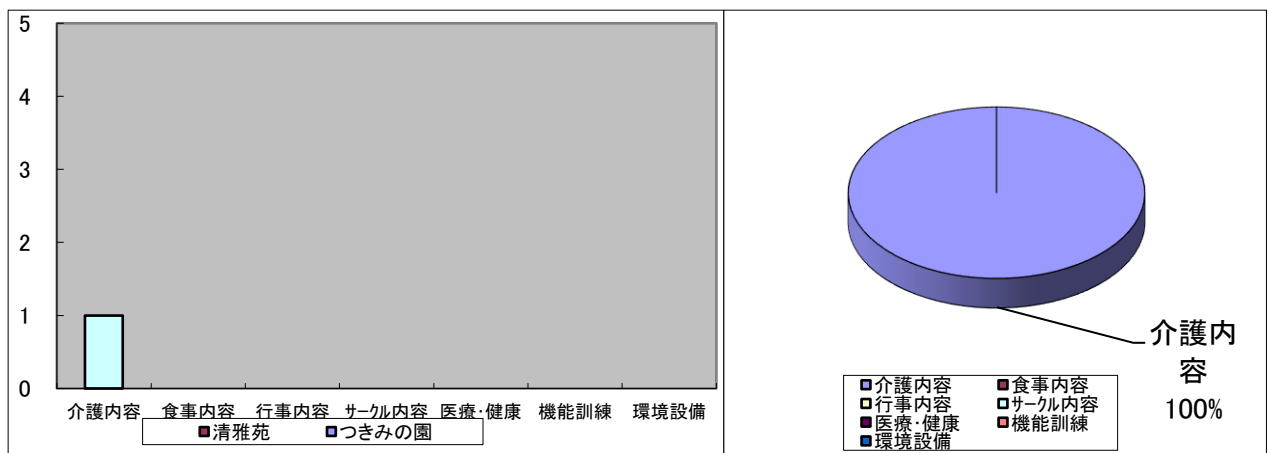 5
4
3
2
1
0
介護内容 食事内容 行事内容 サークル内容 医療・健康 機能訓練 環境設備
清雅苑 つきみの園
介護内
容
100%
介護内容 食事内容
行事内容 サークル内容
医療・健康 機能訓練
環境設備